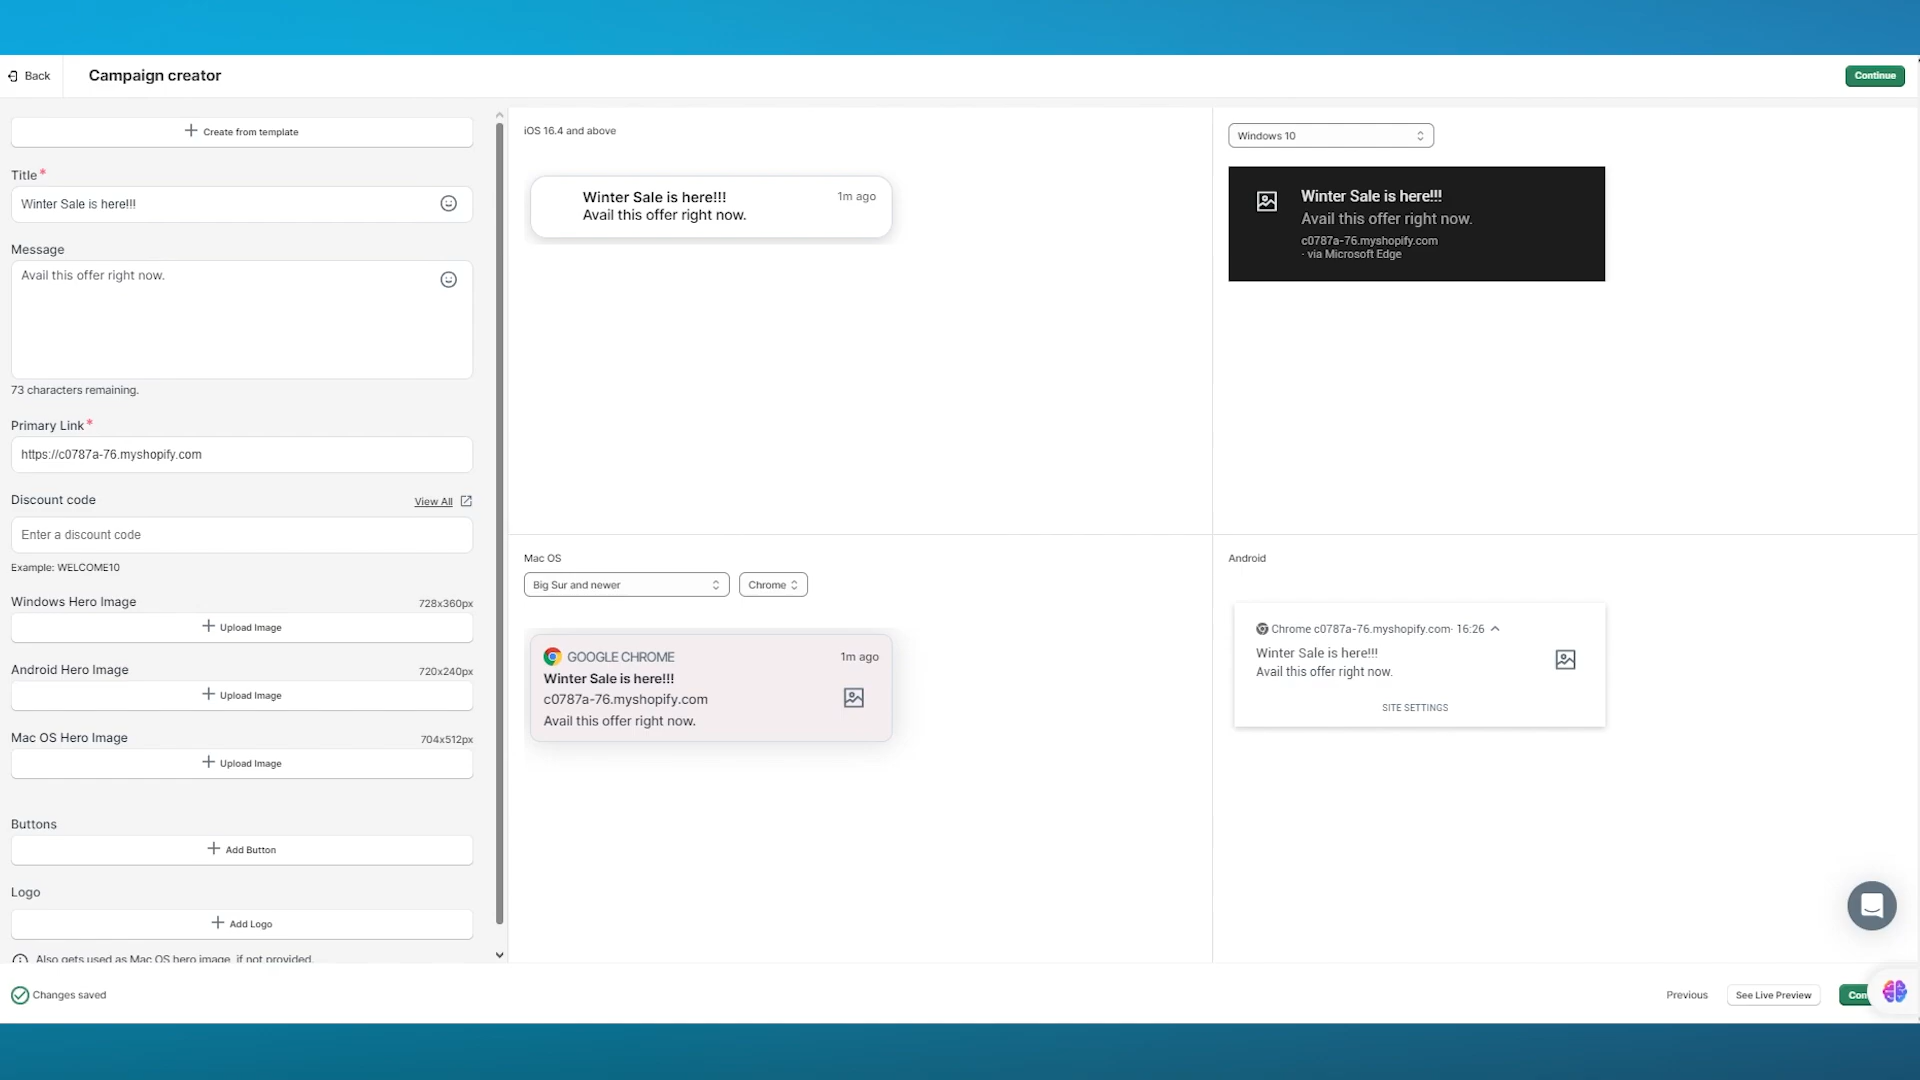 Back
Campaign creator
Continue
Create from template
Title*
Winter Sale is here!!!
Message
Avail this offer right now.
73 characters remaining.
Primary Link*
https://c0787a-76.myshopify.com
Discount code
View All
Enter a discount code
Example: WELCOME10
Windows Hero Image
728x360px
Upload Image
Android Hero Image
720x240px
Upload Image
Mac OS Hero Image
704x512px
Upload Image
Buttons
Add Button
Logo
Add Logo
Also gets used as Mac OS hero image, if not provided.
iOS 16.4 and above
Winter Sale is here!!!
1m ago
Avail this offer right now.
Windows 10
Winter Sale is here!!!
Avail this offer right now.
c0787a-76.myshopify.com
· via Microsoft Edge
Mac OS
Big Sur and newer
Chrome
GOOGLE CHROME
1m ago
Winter Sale is here!!!
c0787a-76.myshopify.com
Avail this offer right now.
Android
Chrome c0787a-76.myshopify.com· 16:26
Winter Sale is here!!!
Avail this offer right now.
SITE SETTINGS
Changes saved
Previous
See Live Preview
Con